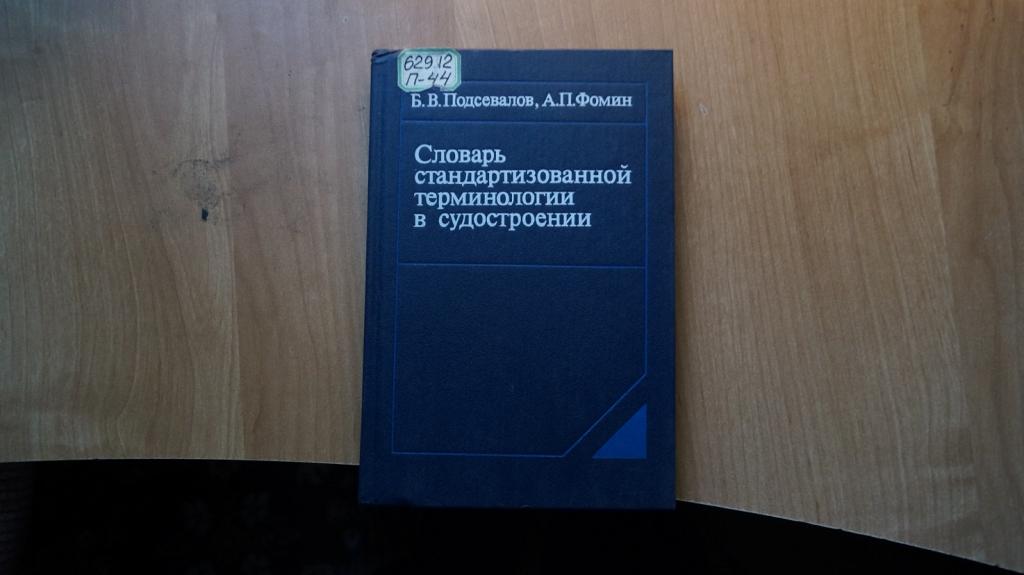 629.12
П-44
Б. В. Подсевалов, А.П.Фомин
Словарь
стандартизованной
терминологии
в судостроении